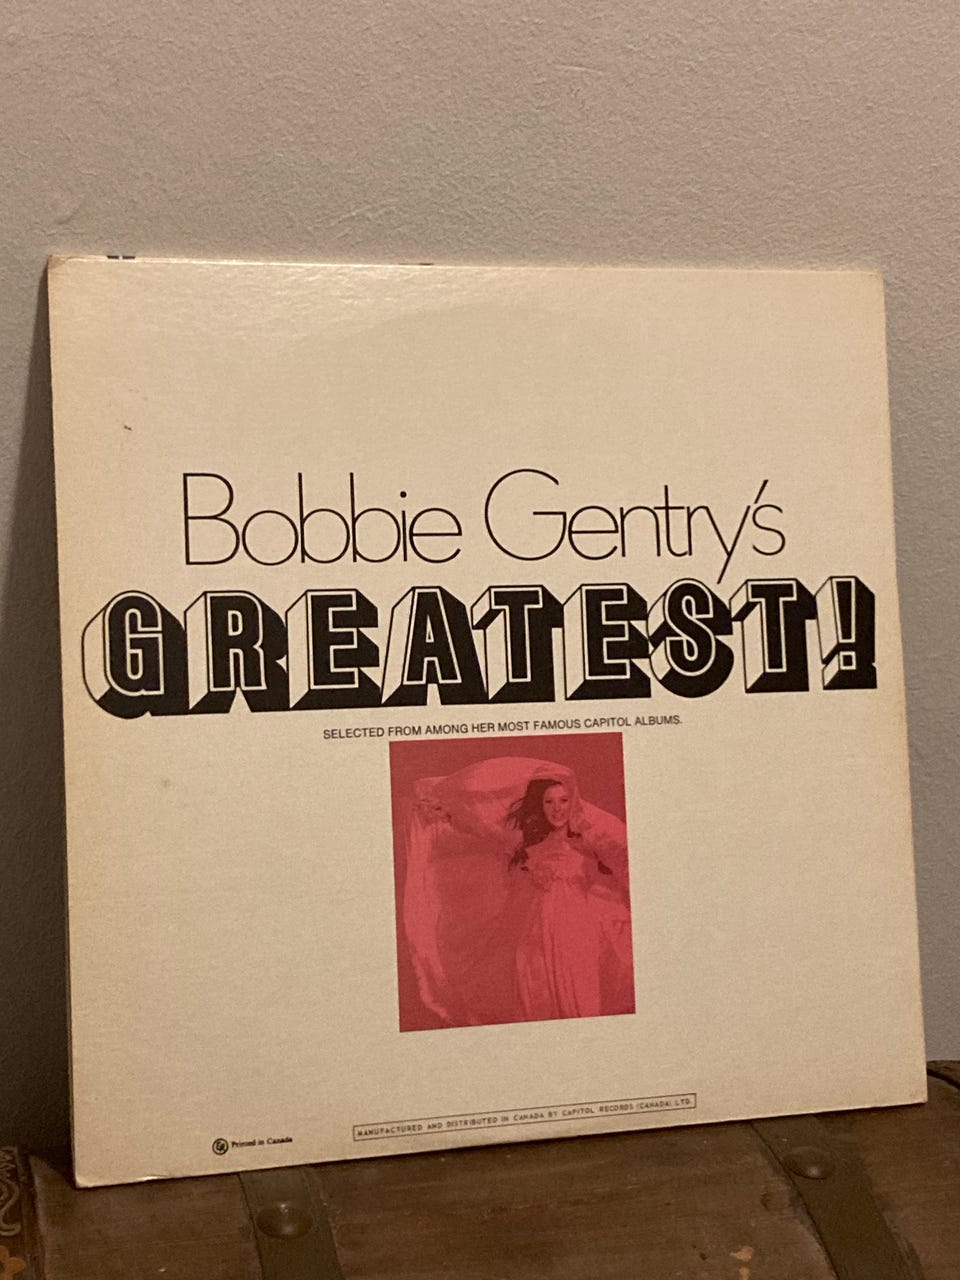 Bobbie Gentry's
GREATEST!
SELECTED FROM AMONG HER MOST FAMOUS CAPITOL ALBUMS.
MANUFACTURED AND DISTRIBUTED IN CANADA BY CAPITOL RECORDS (CANADA) LTD.
Printed in Canada